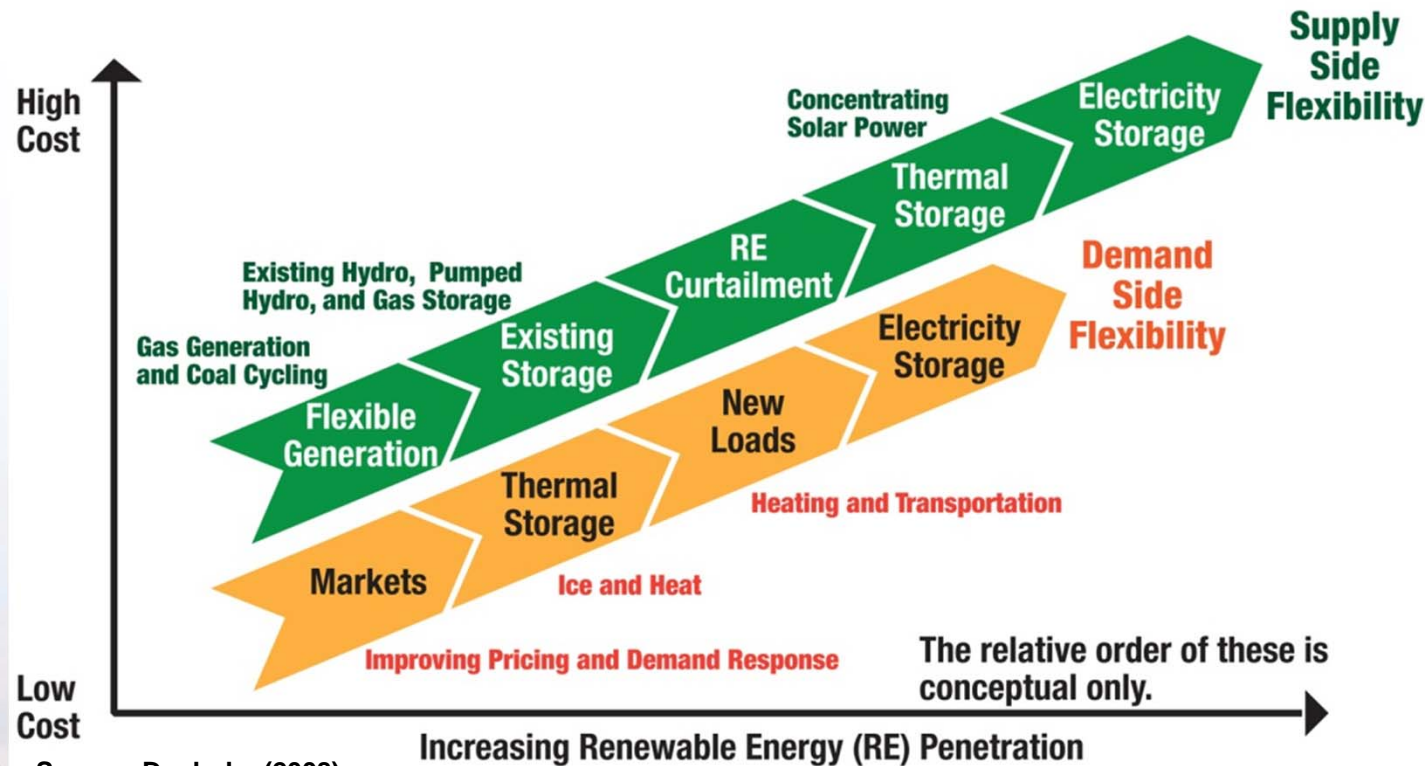 Supply
Side
Flexibility
High
Cost
Concentrating
Solar Power
Electricity
Storage
Thermal
Storage
RE
Curtailment
Existing Hydro, Pumped
Hydro, and Gas Storage
Existing
Storage
Gas Generation
and Coal Cycling
Flexible
Generation
Demand
Side
Flexibility
Electricity
Storage
New
Loads
Heating and Transportation
Thermal
Storage
Ice and Heat
Markets
Improving Pricing and Demand Response
The relative order of these is
conceptual only.
Low
Cost
Increasing Renewable Energy (RE) Penetration